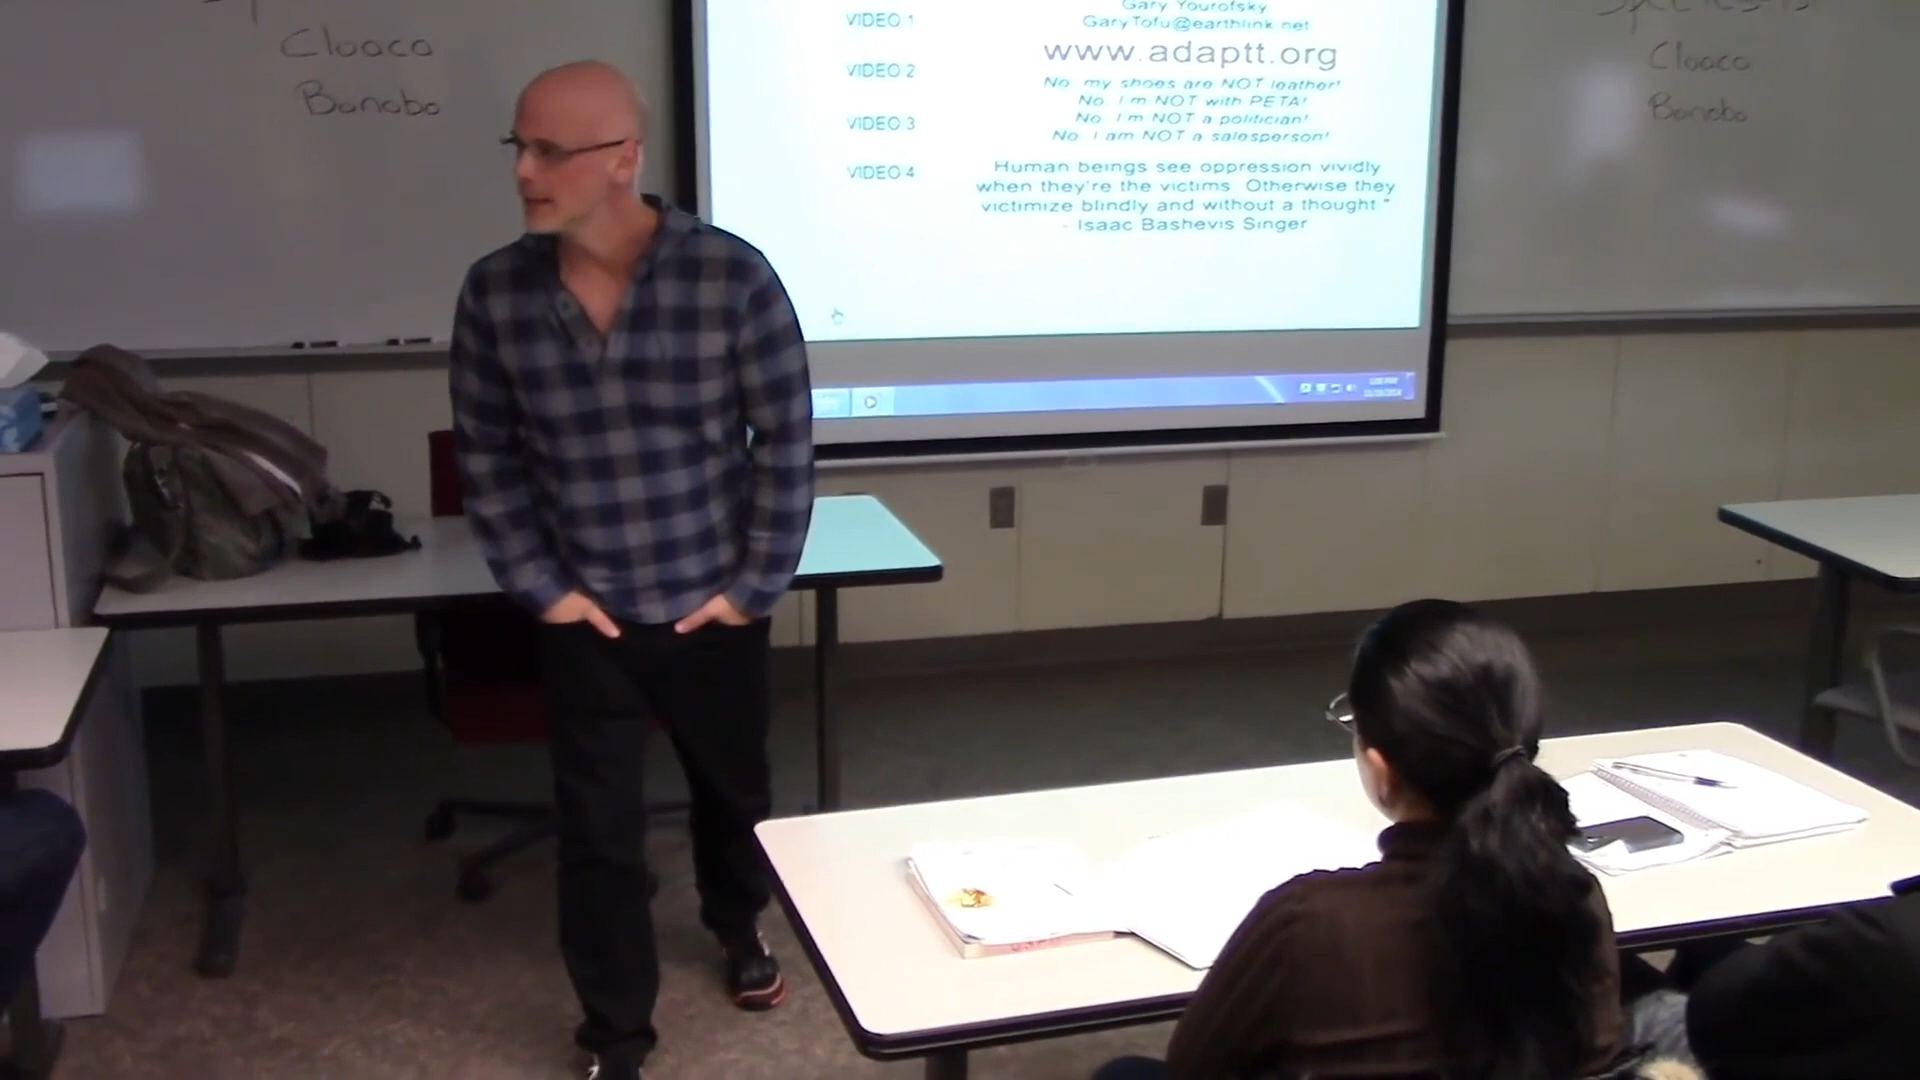 Cloaca
Bonobo
VIDEO 1
VIDEO 2
VIDEO 3
VIDEO 4
Gary Yourofsky
GaryTofu@earthlink.net
www.adaptt.org
No, my shoes are NOT leather!
No, I'm NOT with PETA!
No, I'm NOT a politician!
No, I am NOT a salesperson!
Human beings see oppression vividly
when they're the victims. Otherwise they
victimize blindly and without a thought."
- Isaac Bashevis Singer
Speciesism
Cloaca
Bonobo